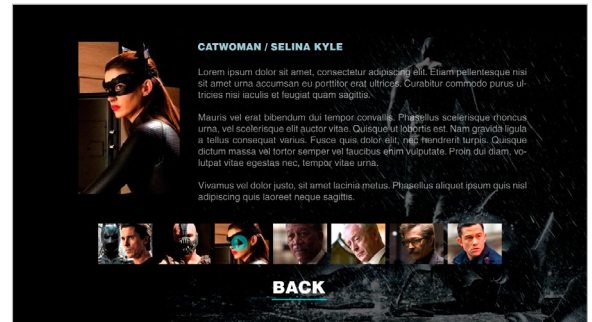 CATWOMAN / SELINA KYLE
Lorem ipsum dolor sit amet, consectetur adipiscing elit. Etiam pellentesque nisi
sit amet urna accumsan eu porttitor erat ultrices. Curabitur commodo purus ul-
tricies nisi iaculis et feugiat quam sagittis.
Mauris vel erat bibendum dui tempor convallis. Phasellus scelerisque rhoncus
urna, vel scelerisque elit auctor vitae. Quisque ut lobortis est. Nam gravida ligula
a tellus consequat varius. Fusce quis dolor elit, nec hendrerit turpis. Quisque
dictum massa vel tortor semper vel faucibus enim vulputate. Proin dui diam, vo-
lutpat vitae egestas nec, tempor vitae urna.
Vivamus vel dolor justo, sit amet lacinia metus. Phasellus aliquet ipsum quis nisl
adipiscing quis laoreet neque sagittis.
BACK